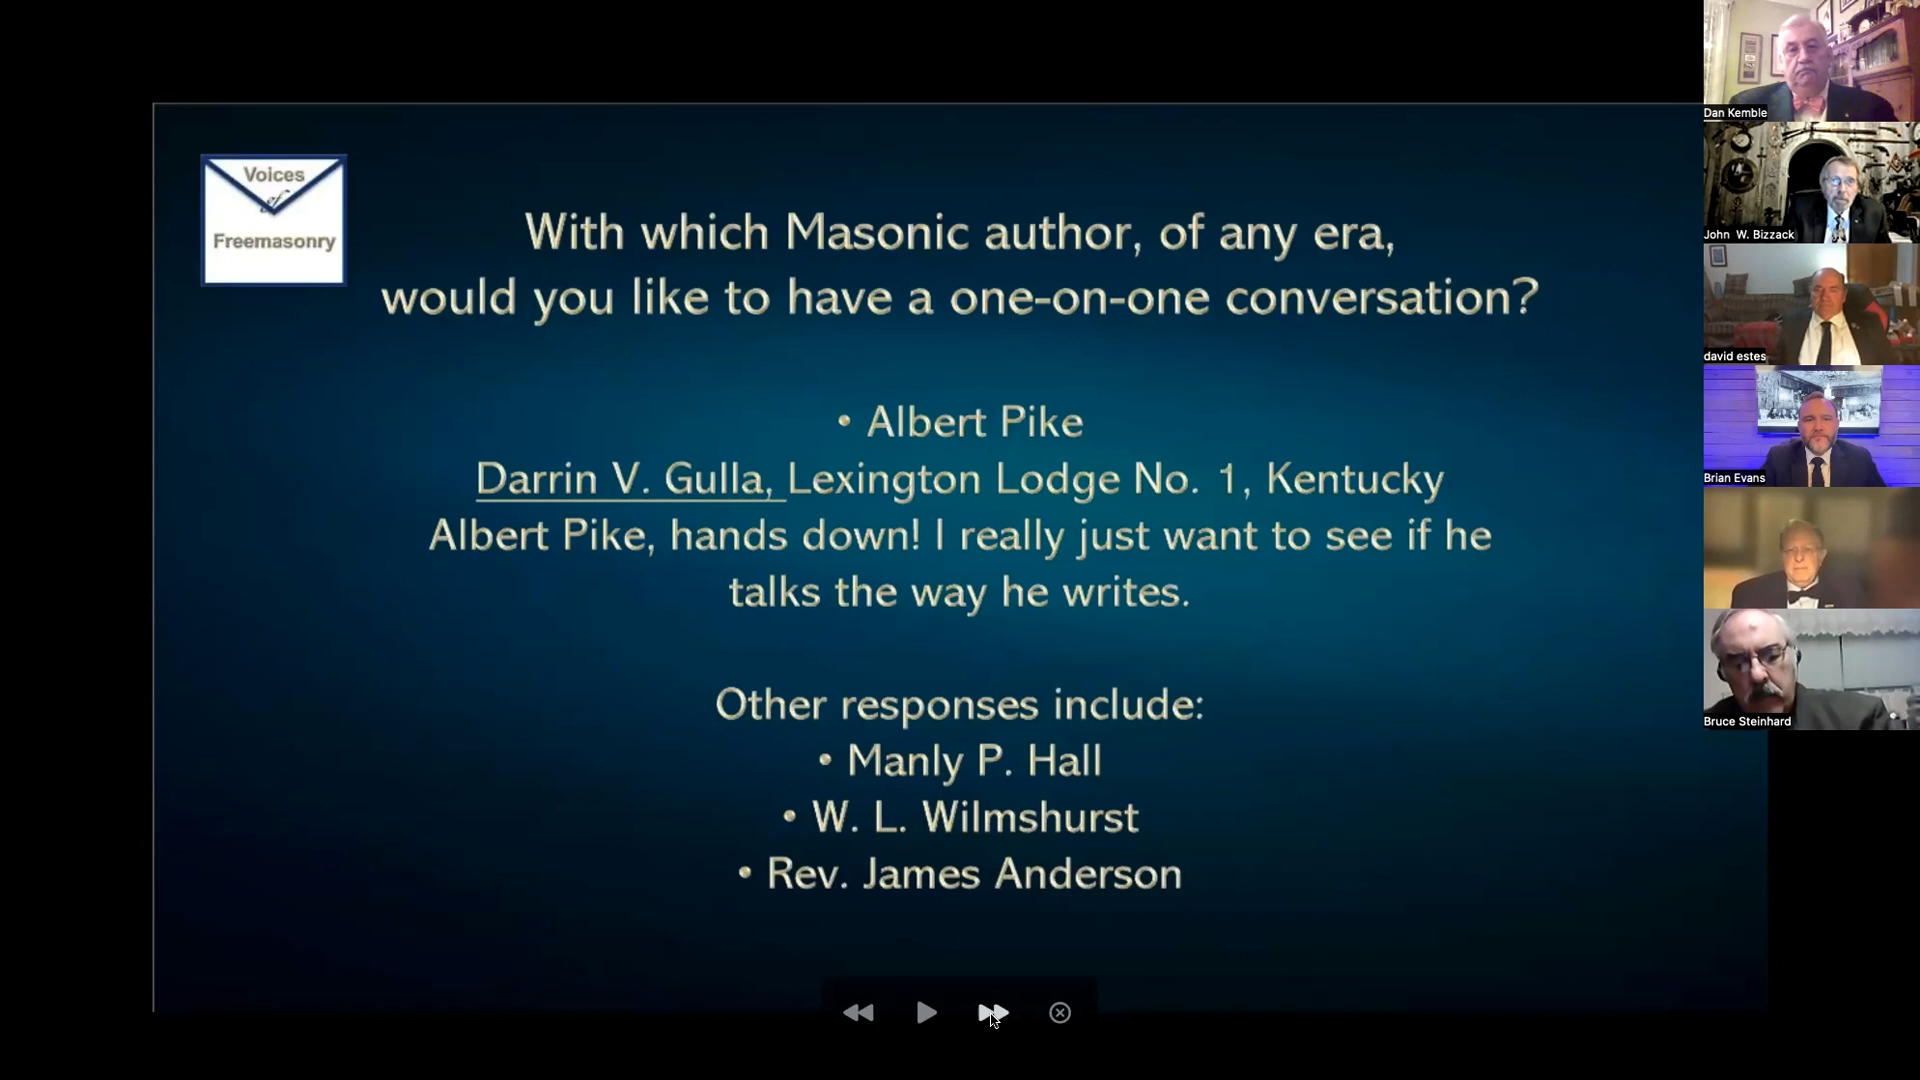 Voices
of
Freemasonry
With which Masonic author, of any era,
would you like to have a one-on-one conversation?
• Albert Pike
Darrin V. Gulla, Lexington Lodge No. 1, Kentucky
Albert Pike, hands down! I really just want to see if he
talks the way he writes.
Other responses include:
• Manly P. Hall
• W. L. Wilmshurst
• Rev. James Anderson
Dan Kemble
John W. Bizzack
david estes
Brian Evans
Bruce Steinhard